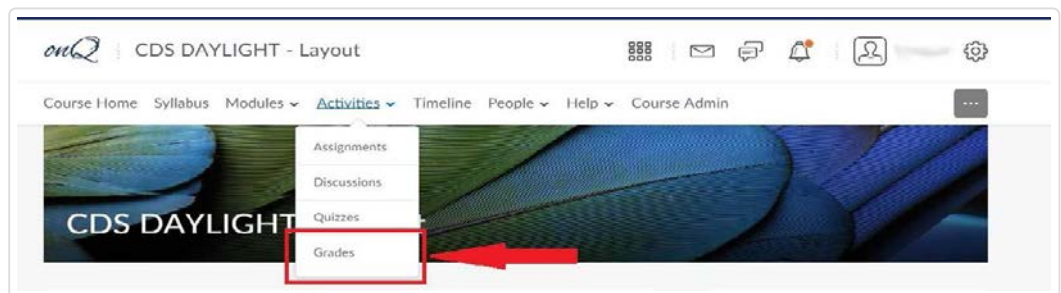 onQ CDS DAYLIGHT - Layout
Course Home Syllabus Modules Activities Timeline People Help Course Admin
Assignments
Discussions
Quizzes
Grades
CDS DAYLIGHT